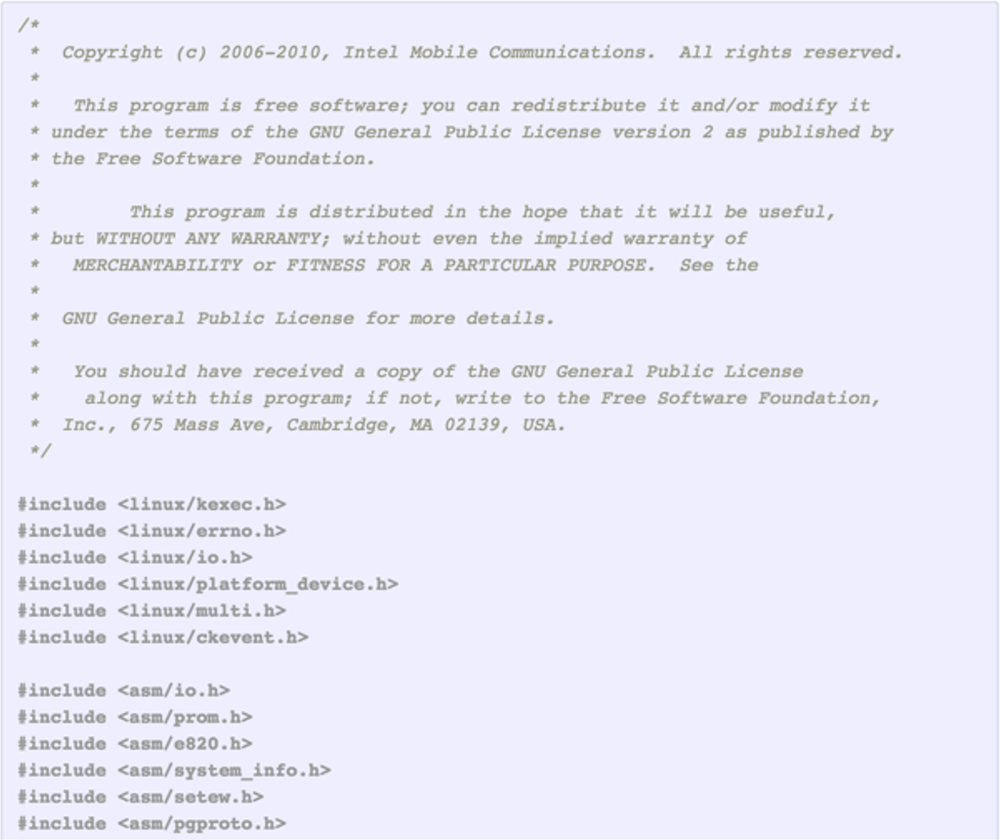 /*
 *  Copyright (c) 2006-2010, Intel Mobile Communications.  All rights reserved.
 *
 *   This program is free software; you can redistribute it and/or modify it
 * under the terms of the GNU General Public License version 2 as published by
 * the Free Software Foundation.
 *
 *        This program is distributed in the hope that it will be useful,
 * but WITHOUT ANY WARRANTY; without even the implied warranty of
 *   MERCHANTABILITY or FITNESS FOR A PARTICULAR PURPOSE.  See the
 *
 *  GNU General Public License for more details.
 *
 *   You should have received a copy of the GNU General Public License
 *    along with this program; if not, write to the Free Software Foundation,
 *  Inc., 675 Mass Ave, Cambridge, MA 02139, USA.
 */

#include <linux/kexec.h>
#include <linux/errno.h>
#include <linux/io.h>
#include <linux/platform_device.h>
#include <linux/multi.h>
#include <linux/ckevent.h>

#include <asm/io.h>
#include <asm/prom.h>
#include <asm/e820.h>
#include <asm/system_info.h>
#include <asm/setew.h>
#include <asm/pgproto.h>